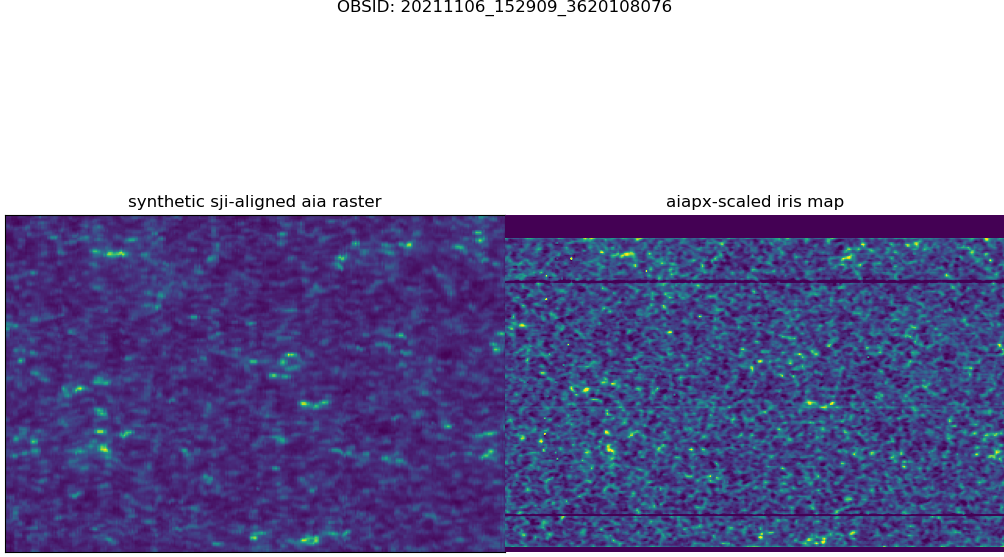 OBSID: 20211106_152909_3620108076
synthetic sji-aligned aia raster
aiapx-scaled iris map